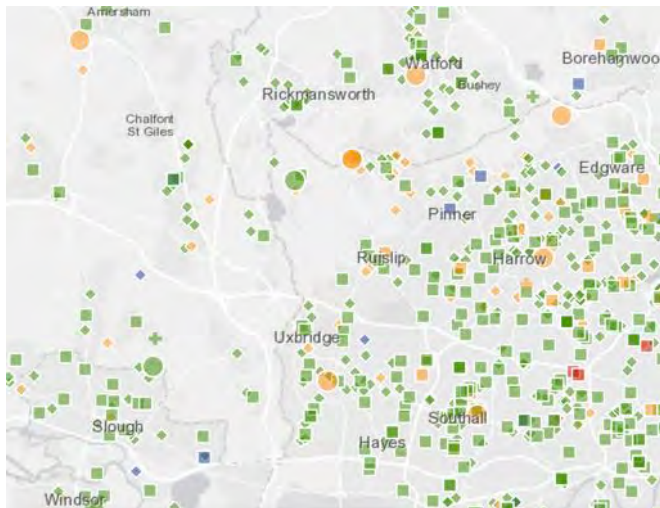 Amersham
Borehamwoo
Watford
Bushey
Rickmansworth
Chalfont
St Giles
Edgware
Pinner
Ruislip
Harrow
Uxbridge
Southall
Slough
Hayes
Windsor